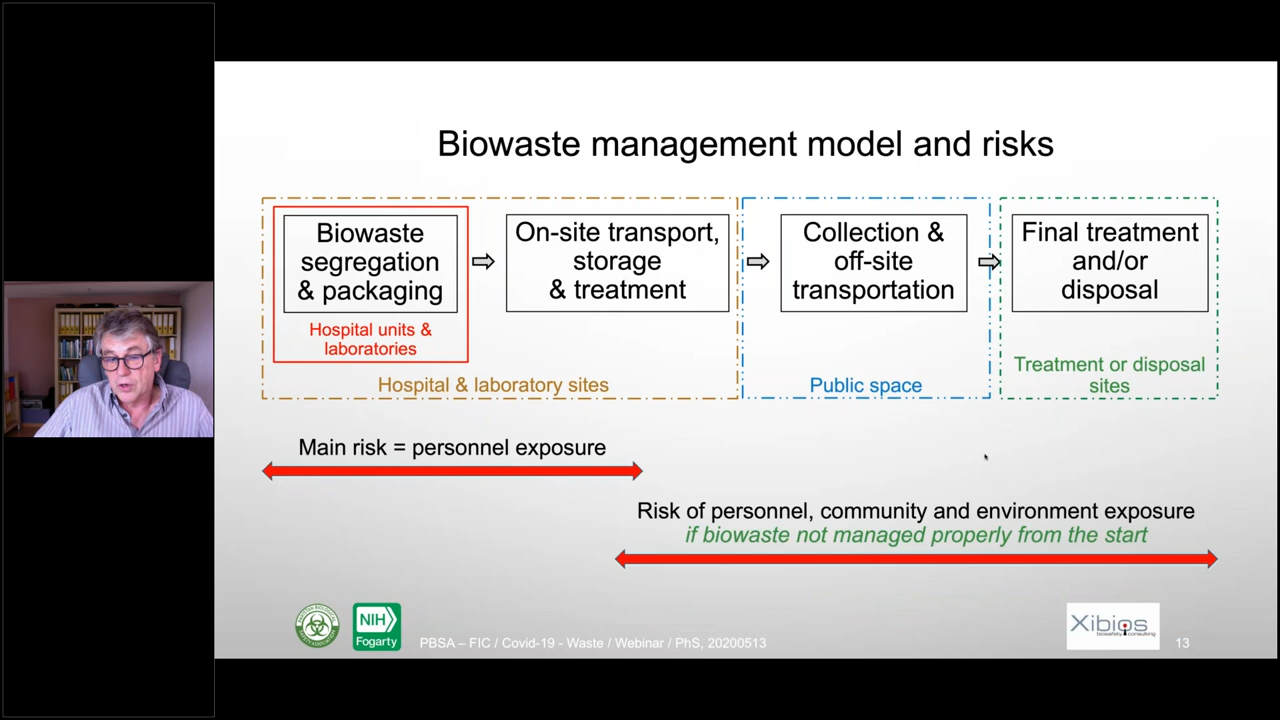 Biowaste management model and risks
Biowaste
segregation
& packaging
Hospital units &
laboratories
On-site transport,
storage
& treatment
Hospital & laboratory sites
Collection &
off-site
transportation
Public space
Final treatment
and/or
disposal
Treatment or disposal
sites
Main risk = personnel exposure
Risk of personnel, community and environment exposure
if biowaste not managed properly from the start
NIH
Fogarty
PBSA – FIC / Covid-19 - Waste / Webinar / PhS, 20200513
Xibios
biosafety consulting
13